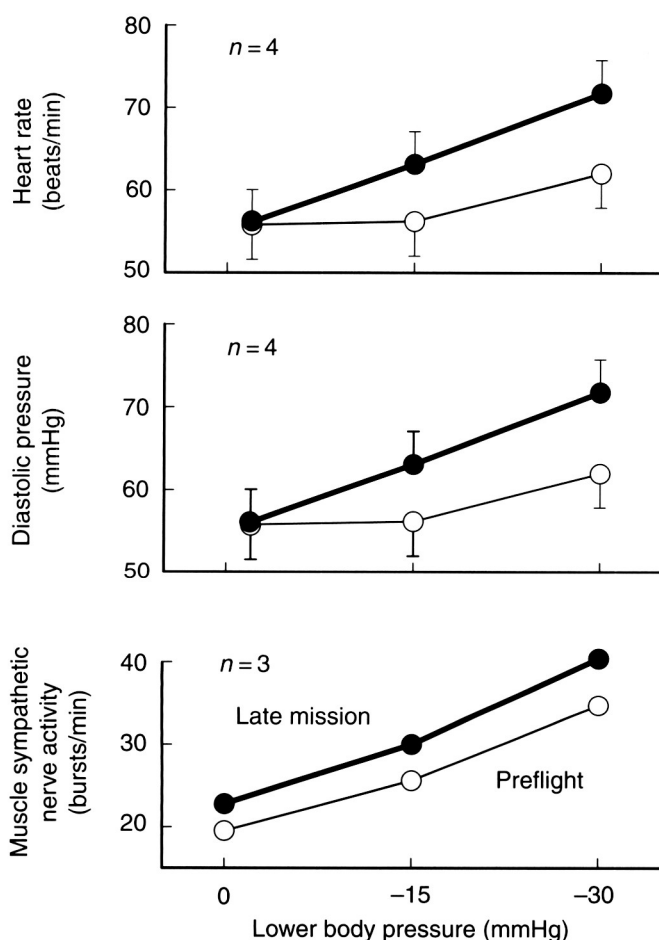 80
70
60
50
Heart rate
(beats/min)
n = 4
80
70
60
50
Diastolic pressure
(mmHg)
n = 4
40
30
20
Muscle sympathetic
nerve activity
(bursts/min)
n = 3
Late mission
Preflight
0
–15
–30
Lower body pressure (mmHg)